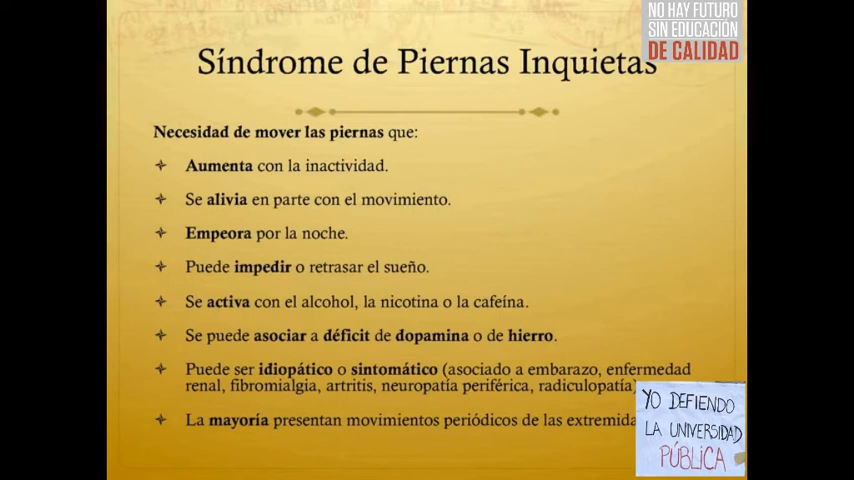 NO HAY FUTURO
SIN EDUCACIÓN
DE CALIDAD
Síndrome de Piernas Inquietas
Necesidad de mover las piernas que:
Aumenta con la inactividad.
Se alivia en parte con el movimiento.
Empeora por la noche.
Puede impedir o retrasar el sueño.
Se activa con el alcohol, la nicotina o la cafeína.
Se puede asociar a déficit de dopamina o de hierro.
Puede ser idiopático o sintomático (asociado a embarazo, enfermedad
renal, fibromialgia, artritis, neuropatía periférica, radiculopatía)
La mayoría presentan movimientos periódicos de las
YO DEFIENDO
LA UNIVERSIDAD
PÚBLICA